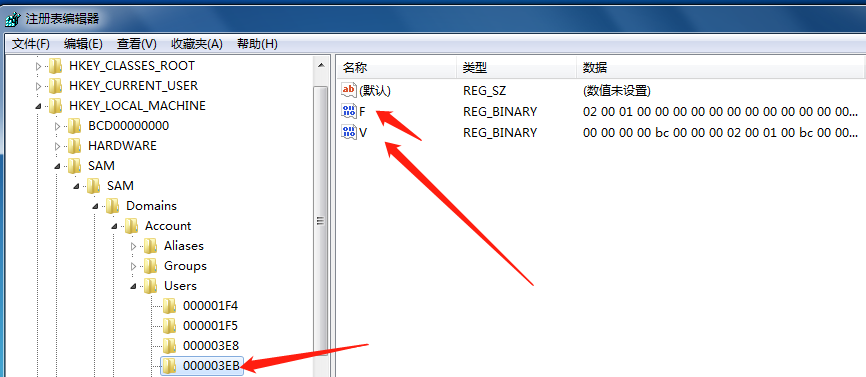 注册表编辑器
文件(F) 编辑(E) 查看(V) 收藏夹(A) 帮助(H)
HKEY_CLASSES_ROOT
HKEY_CURRENT_USER
HKEY_LOCAL_MACHINE
BCD00000000
HARDWARE
SAM
SAM
Domains
Account
Aliases
Groups
Users
000001F4
000001F5
000003E8
000003EB
名称 类型 数据
(默认) REG_SZ (数值未设置)
F REG_BINARY 02 00 01 00 00 00 00 00 00 00 00 00 00 00 00 00...
V REG_BINARY 00 00 00 00 bc 00 00 00 02 00 01 00 bc 00 00...